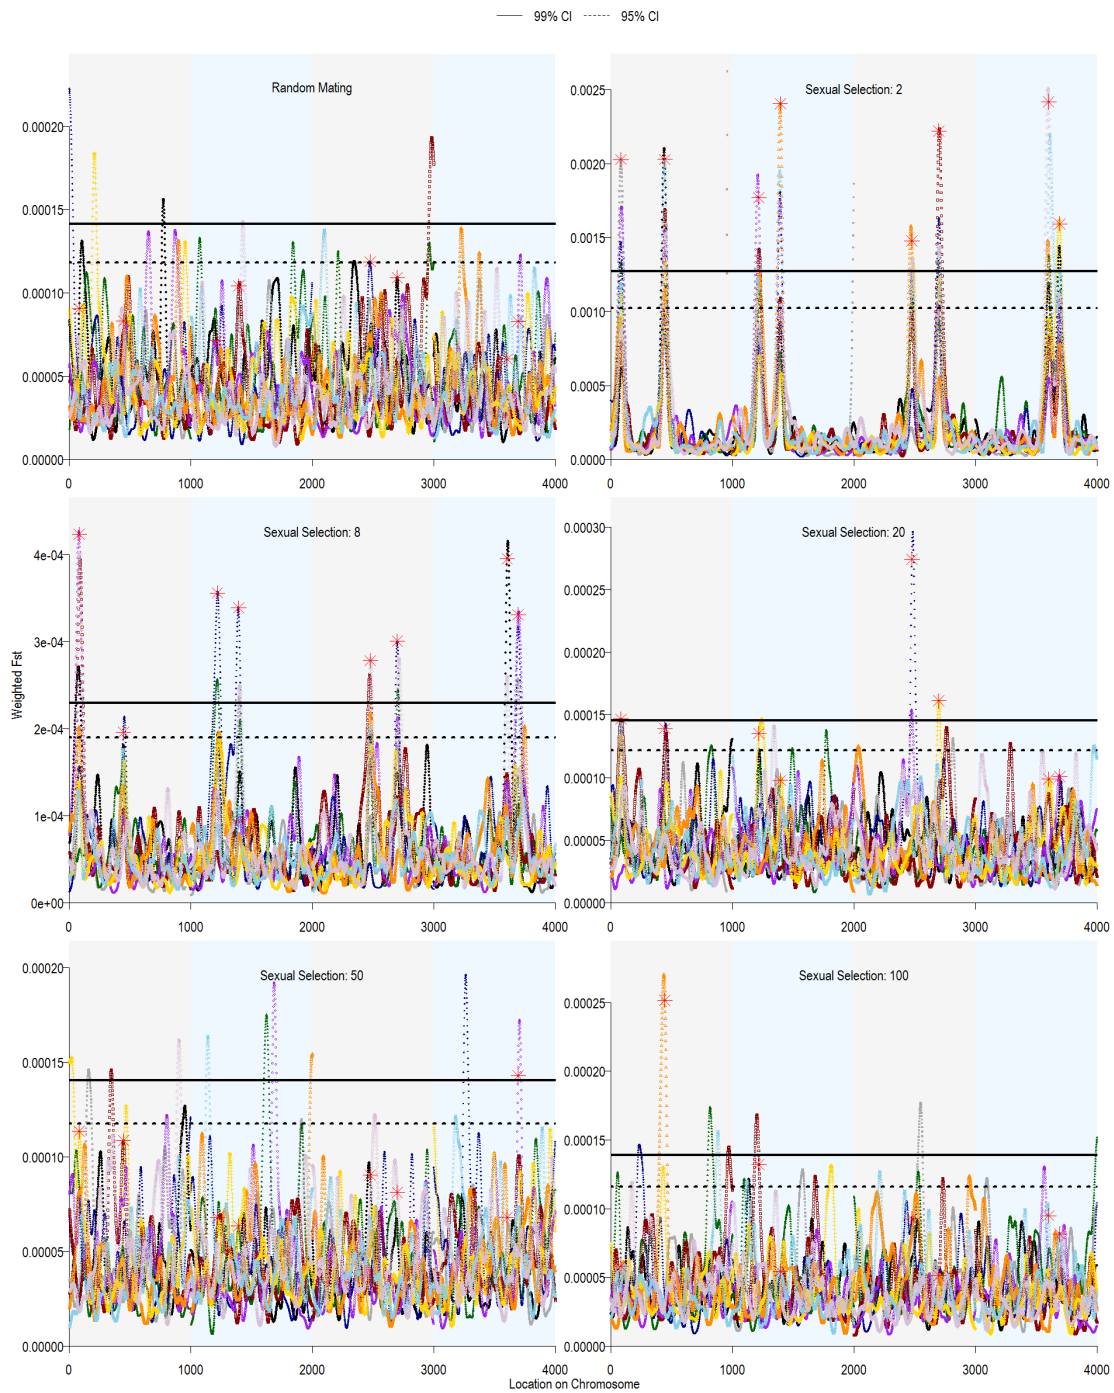 99% CI 95% CI
Random Mating
0.00020
0.00015
0.00010
0.00005
0.00000
0 1000 2000 3000 4000
Sexual Selection: 2
0.0025
0.0020
0.0015
0.0010
0.0005
0.0000
0 1000 2000 3000 4000
Sexual Selection: 8
4e-04
3e-04
2e-04
1e-04
0e+00
0 1000 2000 3000 4000
Sexual Selection: 20
0.00030
0.00025
0.00020
0.00015
0.00010
0.00005
0.00000
0 1000 2000 3000 4000
Weighted Fst
Sexual Selection: 50
0.00020
0.00015
0.00010
0.00005
0.00000
0 1000 2000 3000 4000
Sexual Selection: 100
0.00025
0.00020
0.00015
0.00010
0.00005
0.00000
0 1000 2000 3000 4000
Location on Chromosome